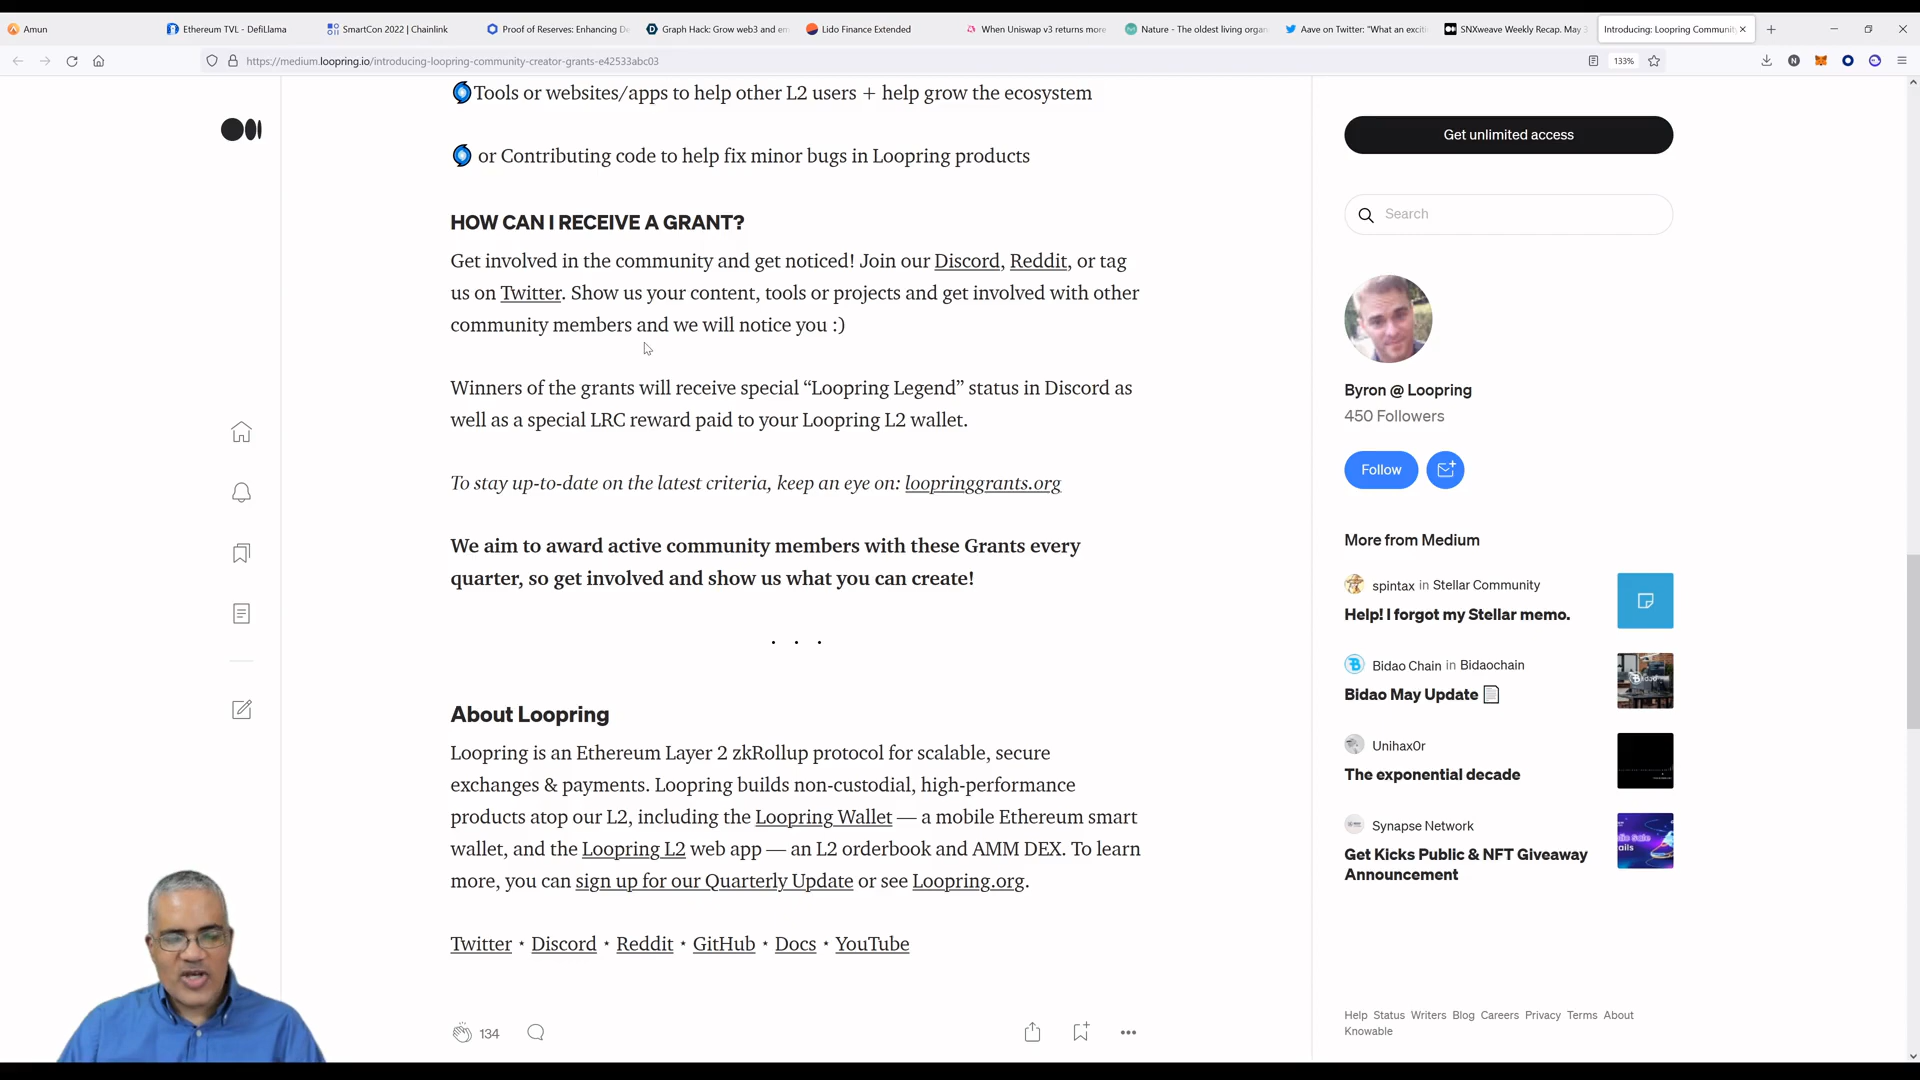 Amun
Ethereum TVL - DefiLlama
SmartCon 2022 | Chainlink
Proof of Reserves: Enhancing De
Graph Hack: Grow web3 and em
Lido Finance Extended
When Uniswap v3 returns more
Nature - The oldest living organ
Aave on Twitter: "What an exciti
SNXweave Weekly Recap. May 3
Introducing: Loopring Communit
https://medium.loopring.io/introducing-loopring-community-creator-grants-e42533abc03
133%
Tools or websites/apps to help other L2 users + help grow the ecosystem
or Contributing code to help fix minor bugs in Loopring products
HOW CAN I RECEIVE A GRANT?
Get involved in the community and get noticed! Join our Discord, Reddit, or tag
us on Twitter. Show us your content, tools or projects and get involved with other
community members and we will notice you :)
Winners of the grants will receive special “Loopring Legend” status in Discord as
well as a special LRC reward paid to your Loopring L2 wallet.
To stay up-to-date on the latest criteria, keep an eye on: loopringgrants.org
We aim to award active community members with these Grants every
quarter, so get involved and show us what you can create!
. . .
About Loopring
Loopring is an Ethereum Layer 2 zkRollup protocol for scalable, secure
exchanges & payments. Loopring builds non-custodial, high-performance
products atop our L2, including the Loopring Wallet — a mobile Ethereum smart
wallet, and the Loopring L2 web app — an L2 orderbook and AMM DEX. To learn
more, you can sign up for our Quarterly Update or see Loopring.org.
Twitter ⋆ Discord ⋆ Reddit ⋆ GitHub ⋆ Docs ⋆ YouTube
134
Get unlimited access
Search
Byron @ Loopring
450 Followers
Follow
More from Medium
spintax in Stellar Community
Help! I forgot my Stellar memo.
Bidao Chain in Bidaochain
Bidao May Update
Unihax0r
The exponential decade
Synapse Network
Get Kicks Public & NFT Giveaway
Announcement
Help Status Writers Blog Careers Privacy Terms About
Knowable